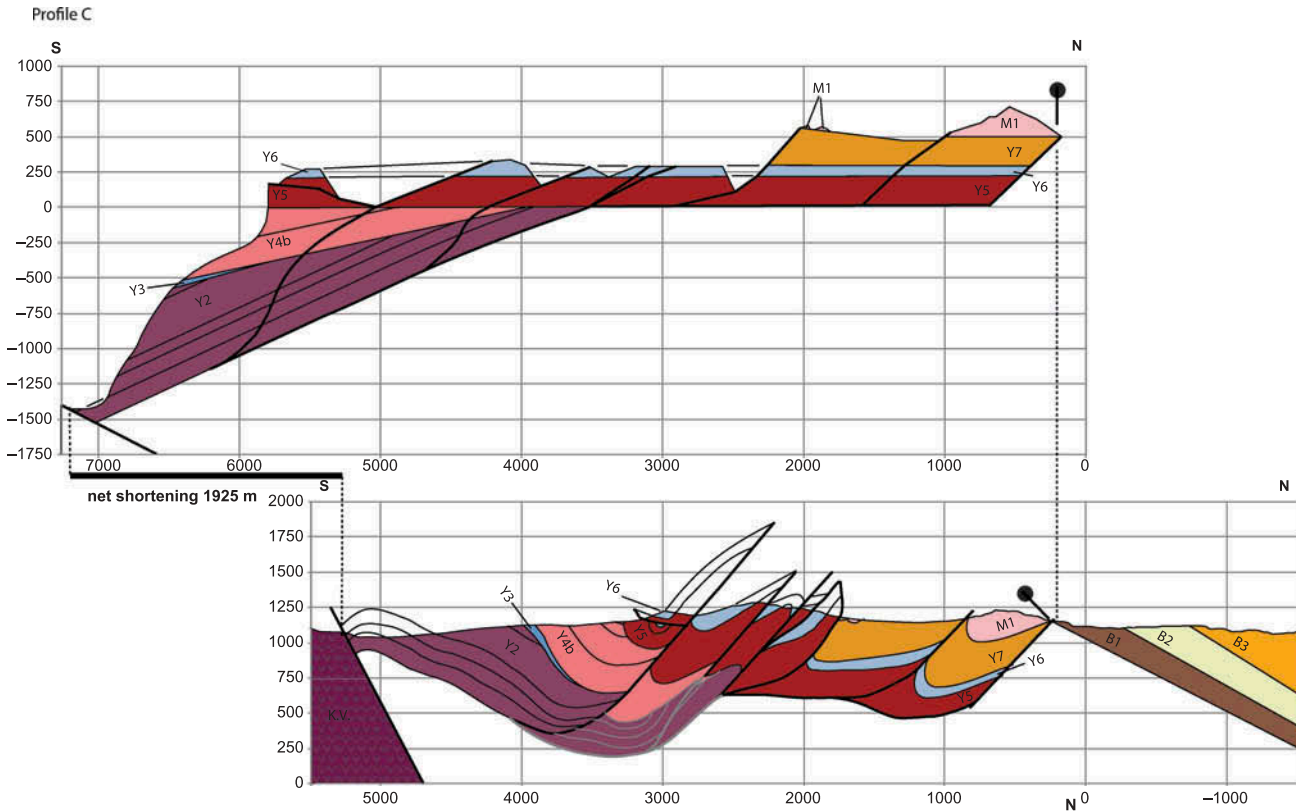 Profile C
S N
1000
750
500
250
0
−250
−500
−750
−1000
−1250
−1500
−1750
M1
M1
Y7
Y6
Y6
Y5
Y5
Y4b
Y3
Y2
7000 6000 5000 4000 3000 2000 1000 0
net shortening 1925 m
S N
2000
1750
1500
1250
1000
750
500
250
0
Y6
Y3
Y2
Y4b
Y5
M1
Y7
Y6
Y5
B1
B2
B3
K.V.
5000 4000 3000 2000 1000 0 −1000
N